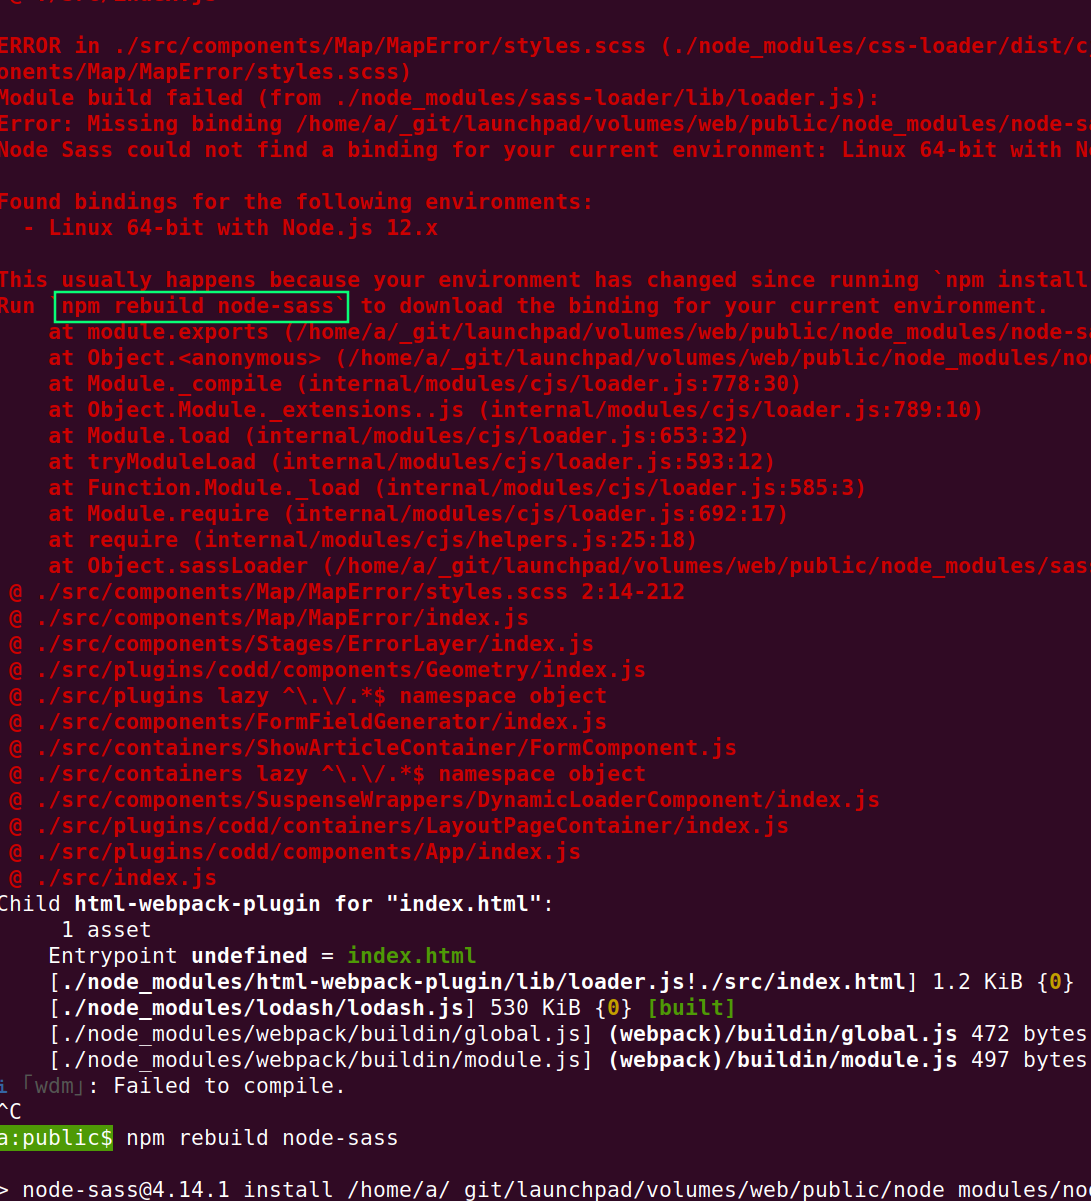 ERROR in ./src/components/Map/MapError/styles.scss (./node_modules/css-loader/dist/c
onents/Map/MapError/styles.scss)
Module build failed (from ./node_modules/sass-loader/lib/loader.js):
Error: Missing binding /home/a/_git/launchpad/volumes/web/public/node_modules/node-s
Node Sass could not find a binding for your current environment: Linux 64-bit with N
Found bindings for the following environments:
  - Linux 64-bit with Node.js 12.x
This usually happens because your environment has changed since running `npm install
Run `npm rebuild node-sass` to download the binding for your current environment.
    at module.exports (/home/a/_git/launchpad/volumes/web/public/node_modules/node-s
    at Object.<anonymous> (/home/a/_git/launchpad/volumes/web/public/node_modules/no
    at Module._compile (internal/modules/cjs/loader.js:778:30)
    at Object.Module._extensions..js (internal/modules/cjs/loader.js:789:10)
    at Module.load (internal/modules/cjs/loader.js:653:32)
    at tryModuleLoad (internal/modules/cjs/loader.js:593:12)
    at Function.Module._load (internal/modules/cjs/loader.js:585:3)
    at Module.require (internal/modules/cjs/loader.js:692:17)
    at require (internal/modules/cjs/helpers.js:25:18)
    at Object.sassLoader (/home/a/_git/launchpad/volumes/web/public/node_modules/sas
 @ ./src/components/Map/MapError/styles.scss 2:14-212
 @ ./src/components/Map/MapError/index.js
 @ ./src/components/Stages/ErrorLayer/index.js
 @ ./src/plugins/codd/components/Geometry/index.js
 @ ./src/plugins lazy ^\.\/.*$ namespace object
 @ ./src/components/FormFieldGenerator/index.js
 @ ./src/containers/ShowArticleContainer/FormComponent.js
 @ ./src/containers lazy ^\.\/.*$ namespace object
 @ ./src/components/SuspenseWrappers/DynamicLoaderComponent/index.js
 @ ./src/plugins/codd/containers/LayoutPageContainer/index.js
 @ ./src/plugins/codd/components/App/index.js
 @ ./src/index.js
Child html-webpack-plugin for "index.html":
     1 asset
    Entrypoint undefined = index.html
    [./node_modules/html-webpack-plugin/lib/loader.js!./src/index.html] 1.2 KiB {0}
    [./node_modules/lodash/lodash.js] 530 KiB {0} [built]
    [./node_modules/webpack/buildin/global.js] (webpack)/buildin/global.js 472 bytes
    [./node_modules/webpack/buildin/module.js] (webpack)/buildin/module.js 497 bytes
i ｢wdm｣: Failed to compile.
^C
a:public$ npm rebuild node-sass
> node-sass@4.14.1 install /home/a/_git/launchpad/volumes/web/public/node_modules/no